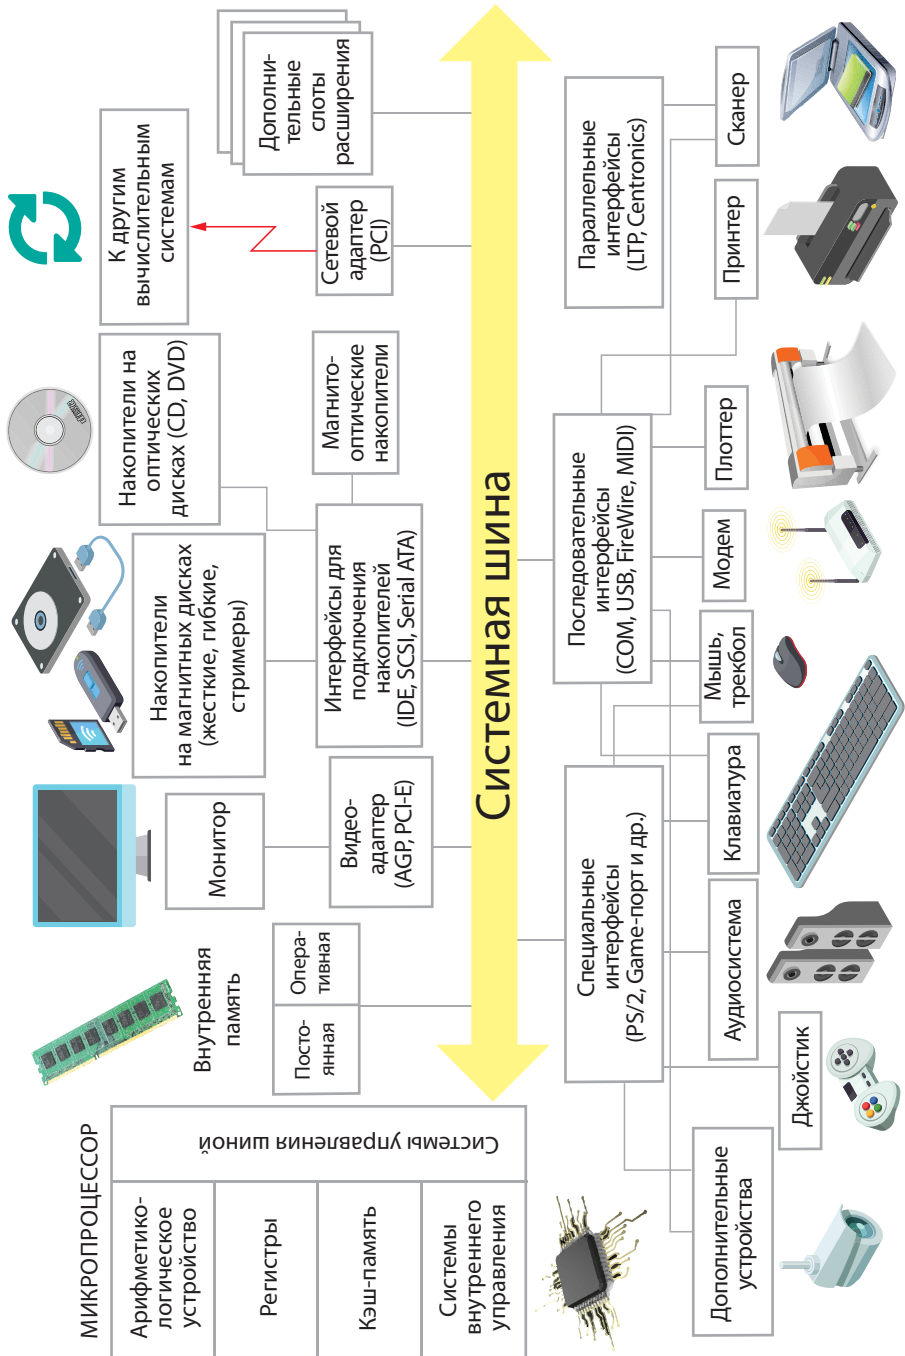 МИКРОПРОЦЕССОР
Арифметико-
логическое
устройство
Регистры
Кэш-память
Системы
внутреннего
управления
Системы управления шиной
Внутренняя
память
Посто-
янная
Опера-
тивная
Монитор
Видео-
адаптер
(AGP, PCI-E)
Накопители
на магнитных дисках
(жесткие, гибкие,
стримеры)
Интерфейсы для
подключения
накопителей
(IDE, SCSI, Serial ATA)
Накопители на
оптических
дисках (CD, DVD)
Магнито-
оптические
накопители
К другим
вычислительным
системам
Сетевой
адаптер
(PCI)
Дополни-
тельные
слоты
расширения
Системная шина
Специальные
интерфейсы
(PS/2, Game-порт и др.)
Последовательные
интерфейсы
(COM, USB, FireWire, MIDI)
Параллельные
интерфейсы
(LTP, Centronics)
Дополнительные
устройства
Джойстик
Аудиосистема
Клавиатура
Мышь,
трекбол
Модем
Плоттер
Принтер
Сканер